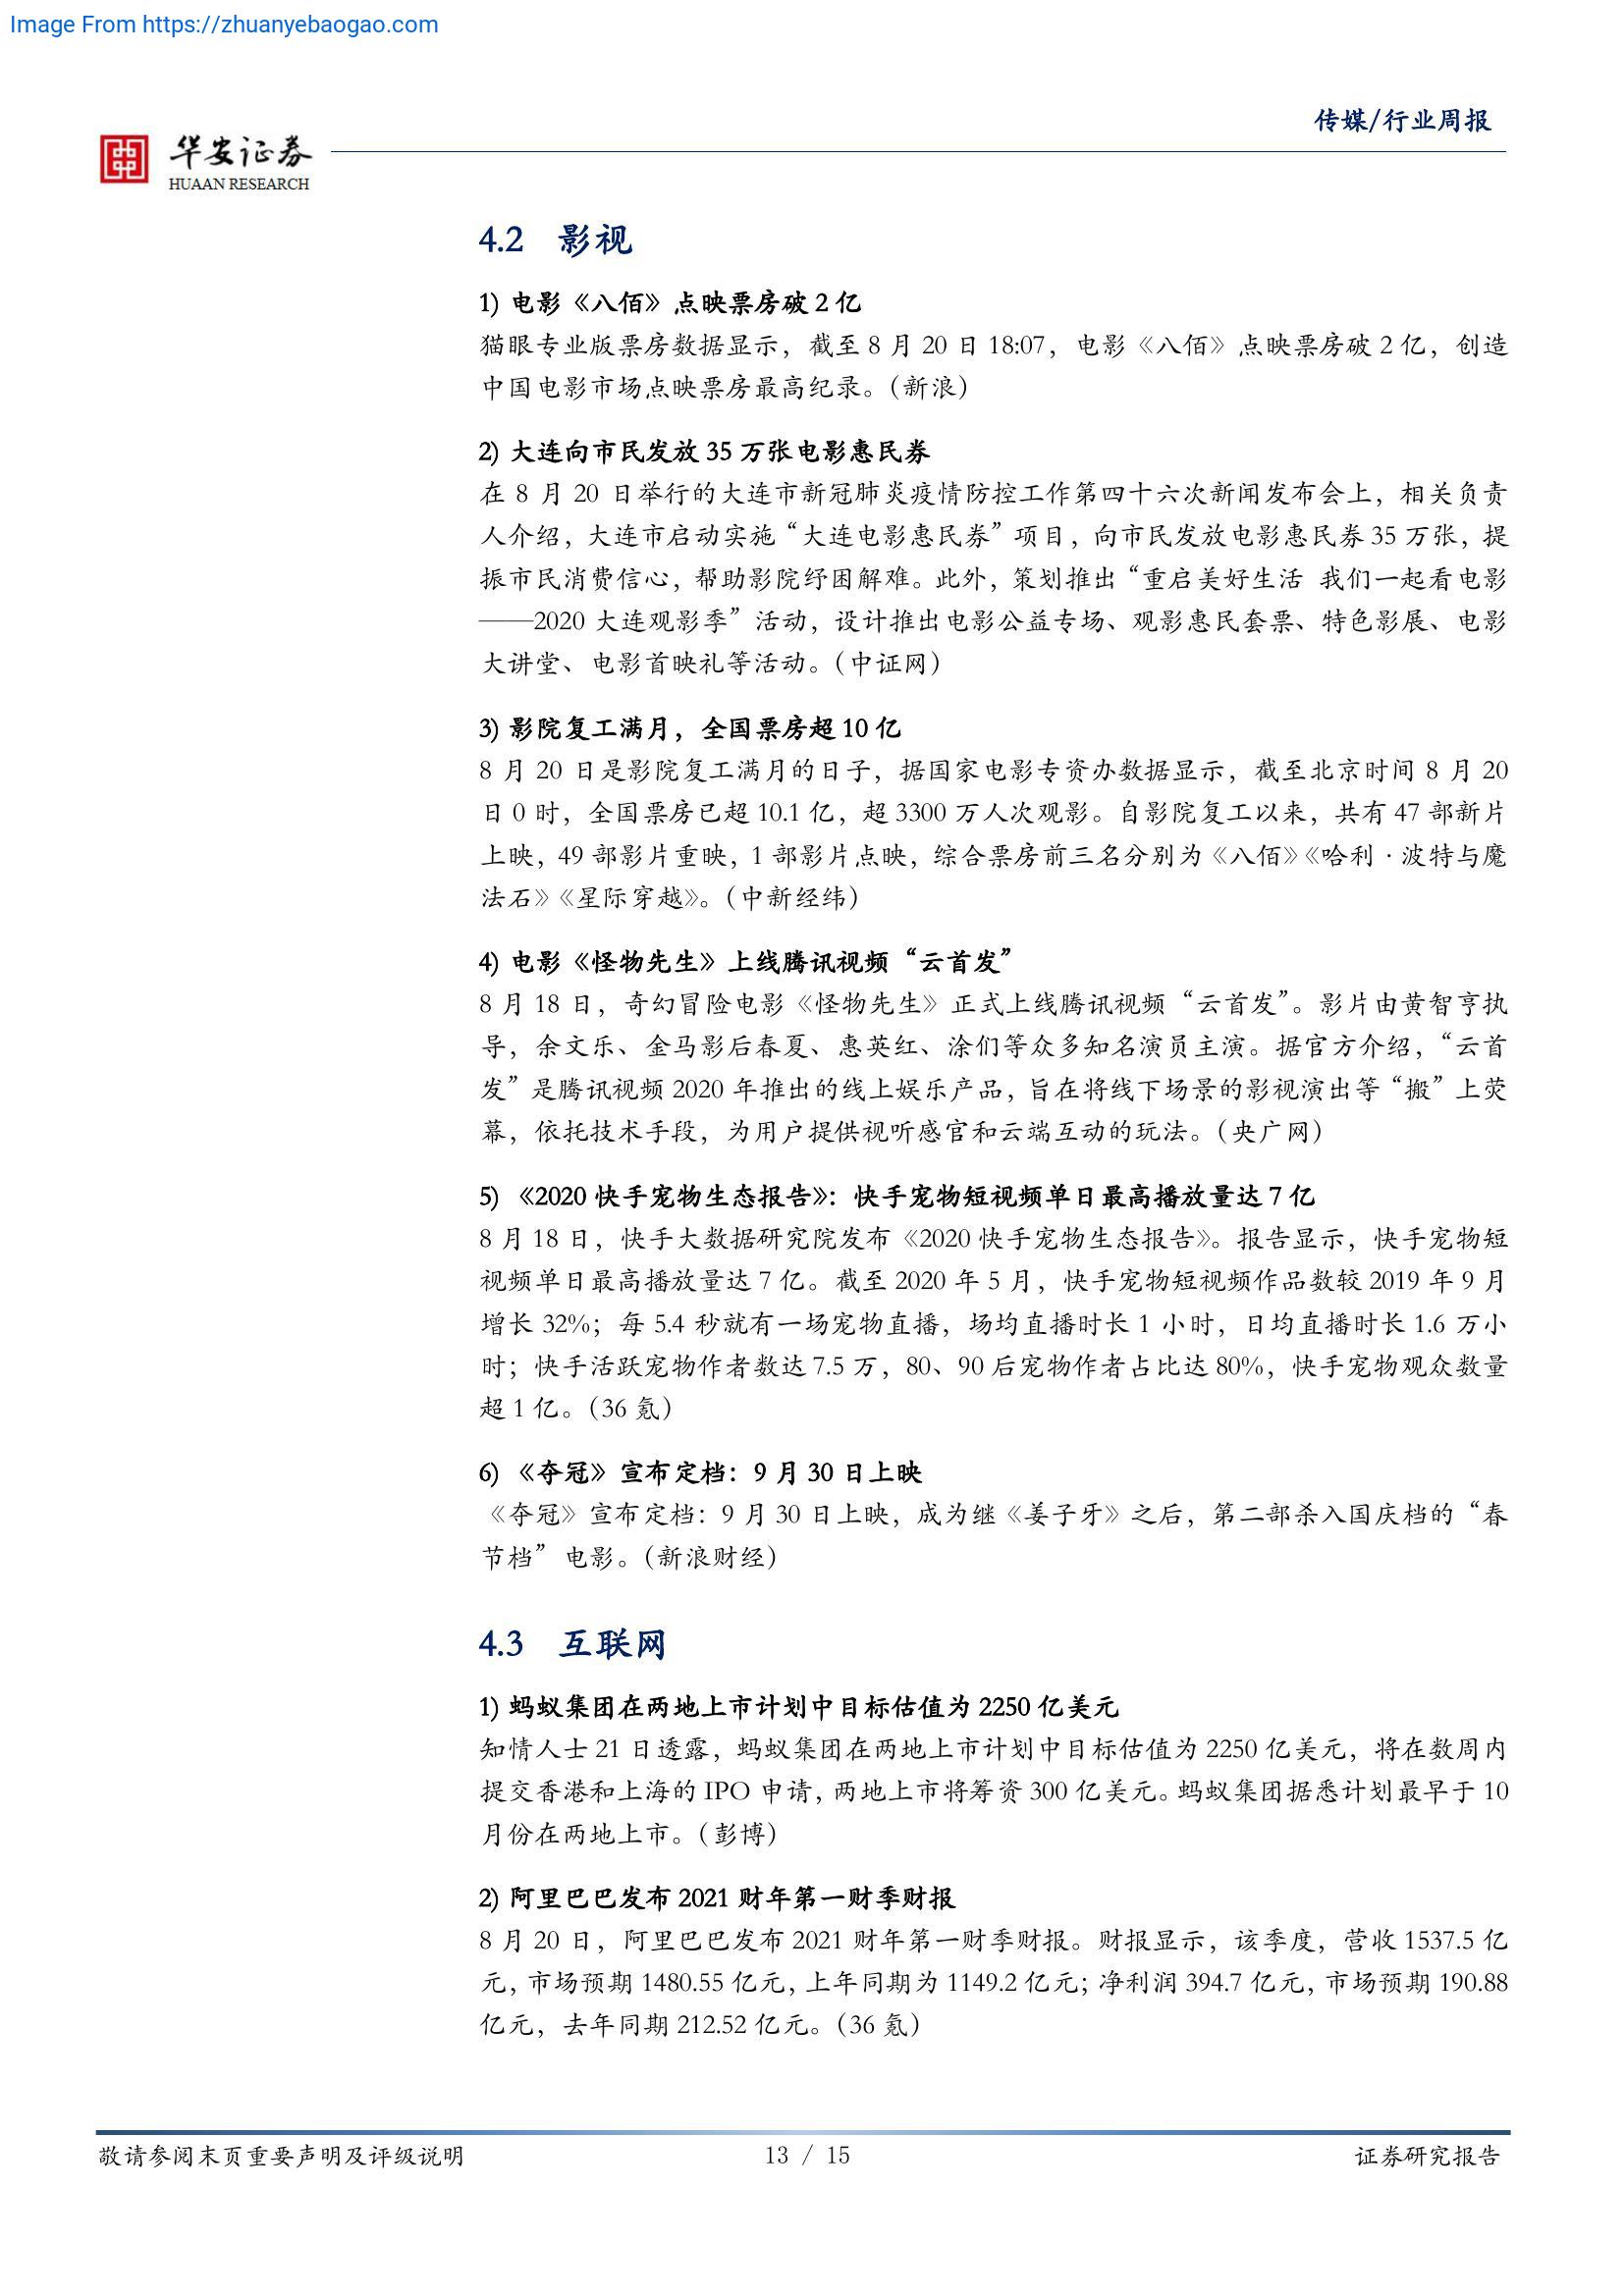 Image From https://zhuanyebaogao.com
传媒/行业周报
华安证券
HUAAN RESEARCH
4.2 影视
1) 电影《八佰》点映票房破 2 亿
猫眼专业版票房数据显示，截至 8 月 20 日 18:07，电影《八佰》点映票房破 2 亿，创造
中国电影市场点映票房最高纪录。（新浪）
2) 大连向市民发放 35 万张电影惠民券
在 8 月 20 日举行的大连市新冠肺炎疫情防控工作第四十六次新闻发布会上，相关负责
人介绍，大连市启动实施“大连电影惠民券”项目，向市民发放电影惠民券 35 万张，提
振市民消费信心，帮助影院纾困解难。此外，策划推出“重启美好生活 我们一起看电影
——2020 大连观影季”活动，设计推出电影公益专场、观影惠民套票、特色影展、电影
大讲堂、电影首映礼等活动。（中证网）
3) 影院复工满月，全国票房超 10 亿
8 月 20 日是影院复工满月的日子，据国家电影专资办数据显示，截至北京时间 8 月 20
日 0 时，全国票房已超 10.1 亿，超 3300 万人次观影。自影院复工以来，共有 47 部新片
上映，49 部影片重映，1 部影片点映，综合票房前三名分别为《八佰》《哈利·波特与魔
法石》《星际穿越》。（中新经纬）
4) 电影《怪物先生》上线腾讯视频“云首发”
8 月 18 日，奇幻冒险电影《怪物先生》正式上线腾讯视频“云首发”。影片由黄智亨执
导，余文乐、金马影后春夏、惠英红、涂们等众多知名演员主演。据官方介绍，“云首
发”是腾讯视频 2020 年推出的线上娱乐产品，旨在将线下场景的影视演出等“搬”上荧
幕，依托技术手段，为用户提供视听感官和云端互动的玩法。（央广网）
5) 《2020 快手宠物生态报告》：快手宠物短视频单日最高播放量达 7 亿
8 月 18 日，快手大数据研究院发布《2020 快手宠物生态报告》。报告显示，快手宠物短
视频单日最高播放量达 7 亿。截至 2020 年 5 月，快手宠物短视频作品数较 2019 年 9 月
增长 32%；每 5.4 秒就有一场宠物直播，场均直播时长 1 小时，日均直播时长 1.6 万小
时；快手活跃宠物作者数达 7.5 万，80、90 后宠物作者占比达 80%，快手宠物观众数量
超 1 亿。（36 氪）
6) 《夺冠》宣布定档：9 月 30 日上映
《夺冠》宣布定档：9 月 30 日上映，成为继《姜子牙》之后，第二部杀入国庆档的“春
节档” 电影。（新浪财经）
4.3 互联网
1) 蚂蚁集团在两地上市计划中目标估值为 2250 亿美元
知情人士 21 日透露，蚂蚁集团在两地上市计划中目标估值为 2250 亿美元，将在数周内
提交香港和上海的 IPO 申请，两地上市将筹资 300 亿美元。蚂蚁集团据悉计划最早于 10
月份在两地上市。（彭博）
2) 阿里巴巴发布 2021 财年第一财季财报
8 月 20 日，阿里巴巴发布 2021 财年第一财季财报。财报显示，该季度，营收 1537.5 亿
元，市场预期 1480.55 亿元，上年同期为 1149.2 亿元；净利润 394.7 亿元，市场预期 190.88
亿元，去年同期 212.52 亿元。（36 氪）
敬请参阅末页重要声明及评级说明
13 / 15
证券研究报告